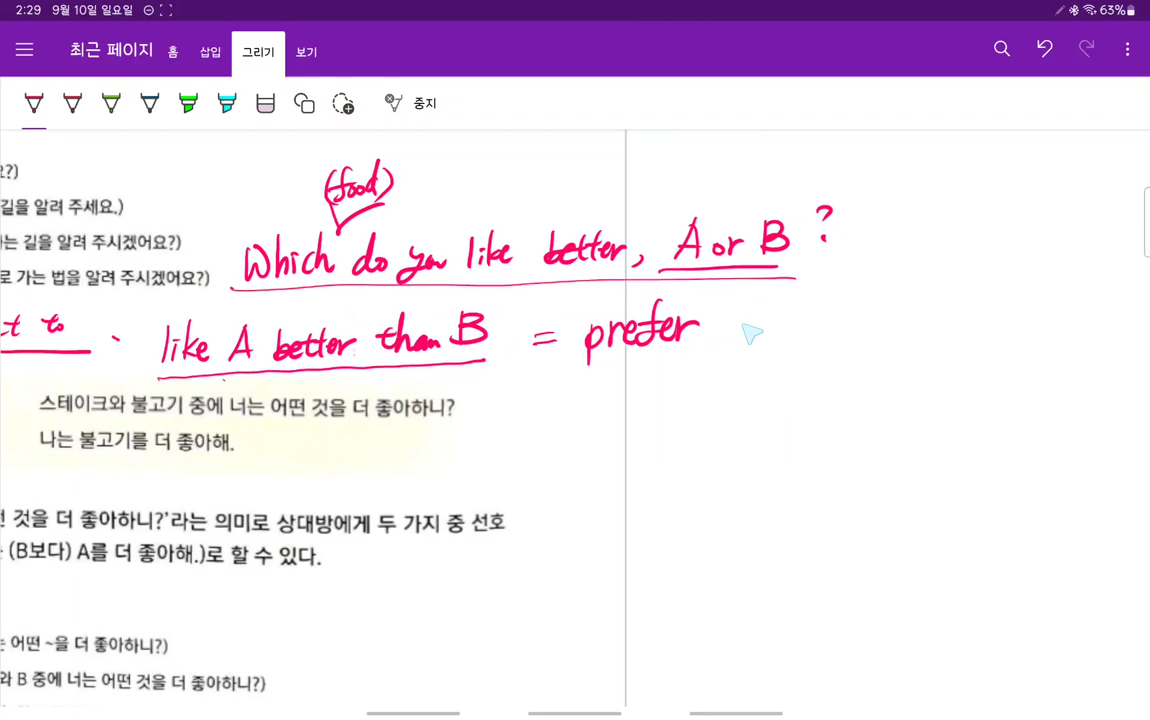 2:29 9월 10일 일요일 63%
최근 페이지 홈 삽입 그리기 보기
중지
요?)
(food)
길을 알려 주세요.)
가는 길을 알려 주시겠어요?)
Which do you like better, A or B ?
로 가는 법을 알려 주시겠어요?)
ct to · like A better than B = prefer
스테이크와 불고기 중에 너는 어떤 것을 더 좋아하니?
나는 불고기를 더 좋아해.
것을 더 좋아하니?'라는 의미로 상대방에게 두 가지 중 선호
(B보다) A를 더 좋아해.)로 할 수 있다.
는 어떤 ~을 더 좋아하니?)
와 B 중에 너는 어떤 것을 더 좋아하니?)